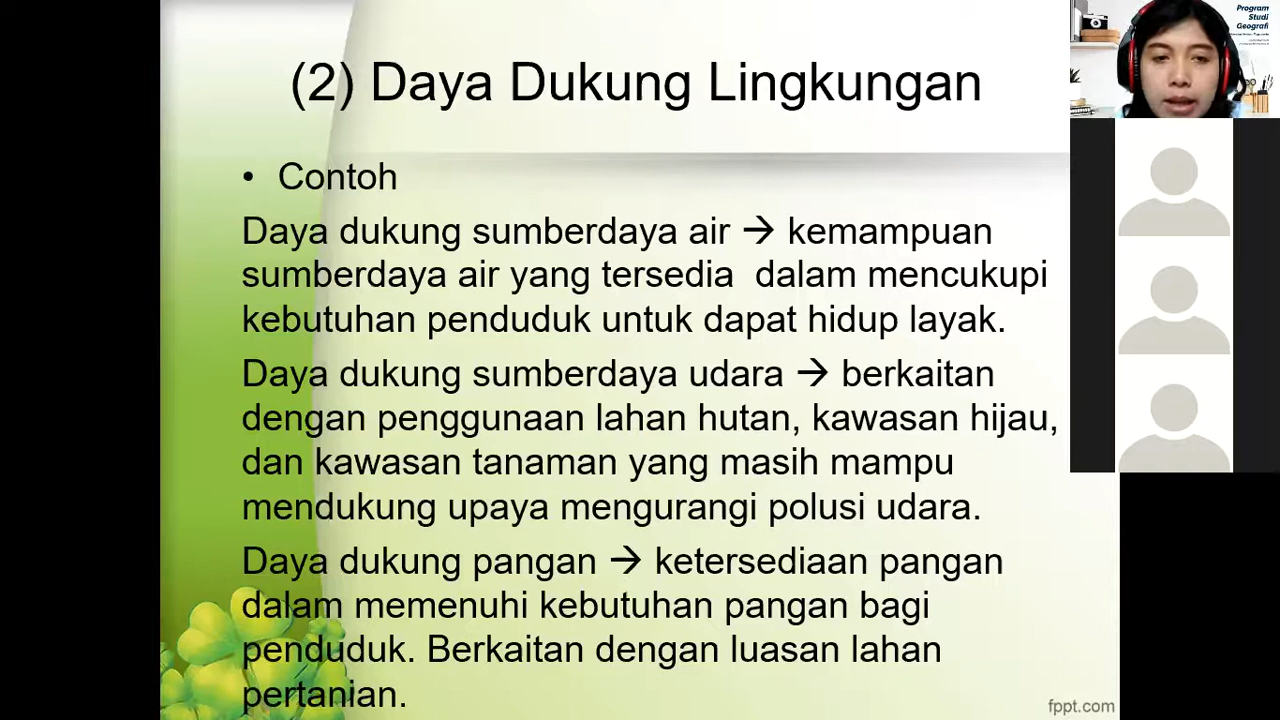 (2) Daya Dukung Lingkungan
• Contoh
Daya dukung sumberdaya air → kemampuan
sumberdaya air yang tersedia dalam mencukupi
kebutuhan penduduk untuk dapat hidup layak.
Daya dukung sumberdaya udara → berkaitan
dengan penggunaan lahan hutan, kawasan hijau,
dan kawasan tanaman yang masih mampu
mendukung upaya mengurangi polusi udara.
Daya dukung pangan → ketersediaan pangan
dalam memenuhi kebutuhan pangan bagi
penduduk. Berkaitan dengan luasan lahan
pertanian.
fppt.com
Program
Studi
Geografi